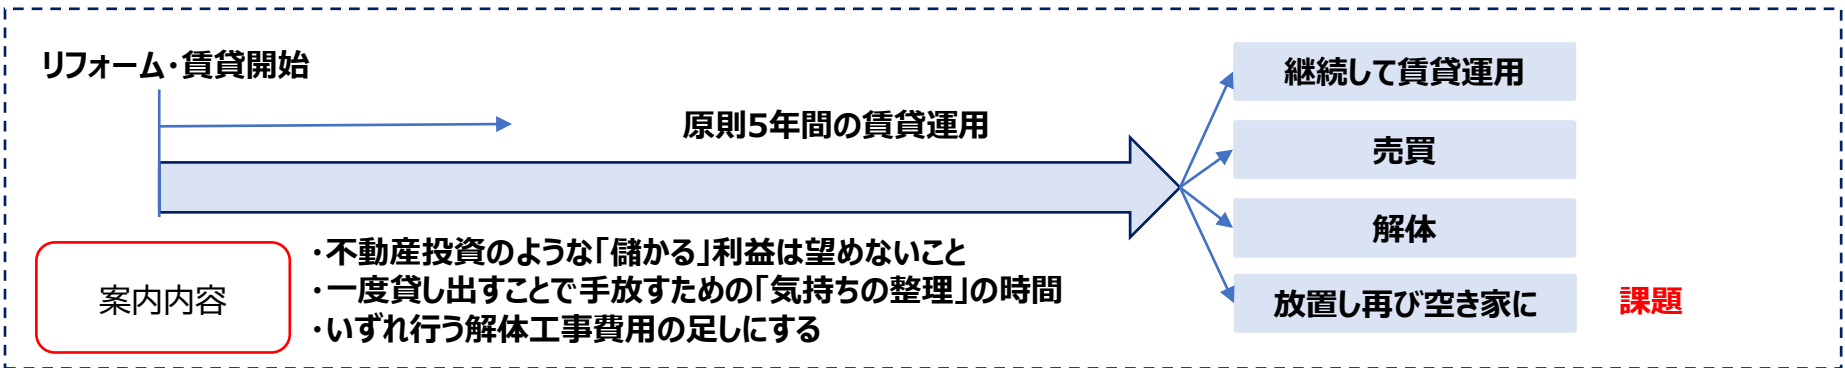 リフォーム・賃貸開始
原則5年間の賃貸運用
継続して賃貸運用
売買
解体
放置し再び空き家に
課題
案内内容
・不動産投資のような「儲かる」利益は望めないこと
・一度貸し出すことで手放すための「気持ちの整理」の時間
・いずれ行う解体工事費用の足しにする